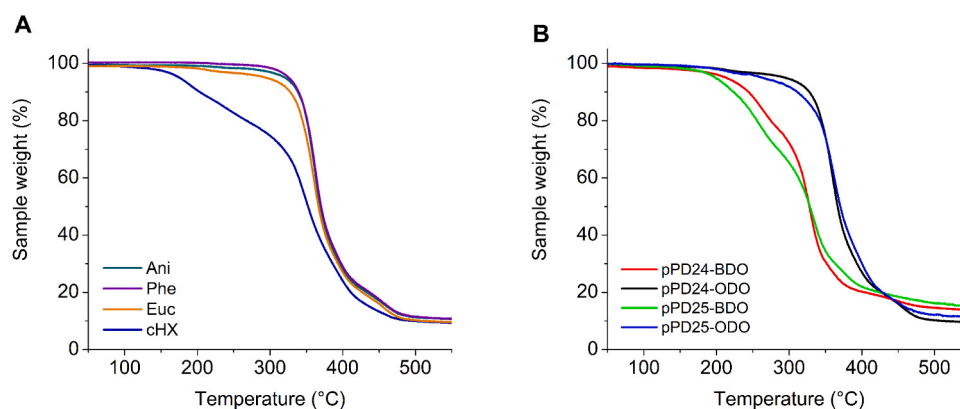 A
100
80
60
40
20
0
Sample weight (%)
Ani
Phe
Euc
cHX
100
200
300
400
500
Temperature (°C)
B
100
80
60
40
20
0
Sample weight (%)
pPD24-BDO
pPD24-ODO
pPD25-BDO
pPD25-ODO
100
200
300
400
500
Temperature (°C)